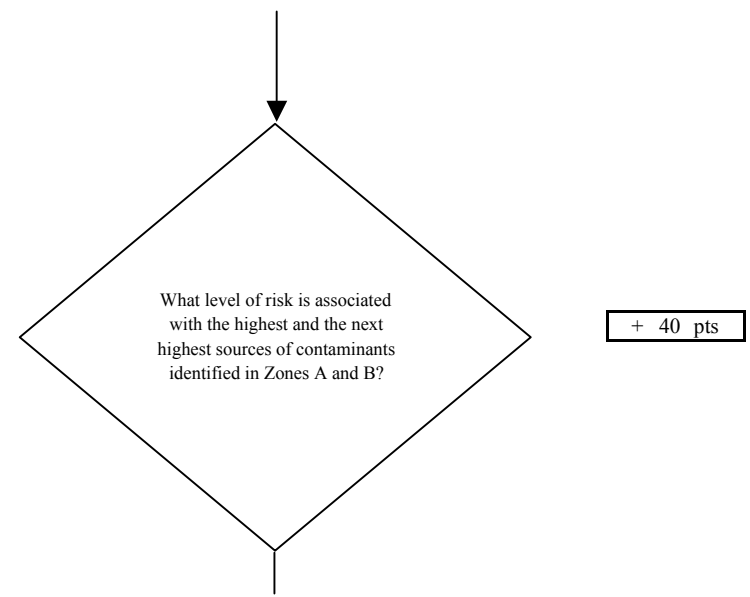 What level of risk is associated
with the highest and the next
highest sources of contaminants
identified in Zones A and B?
+ 40 pts